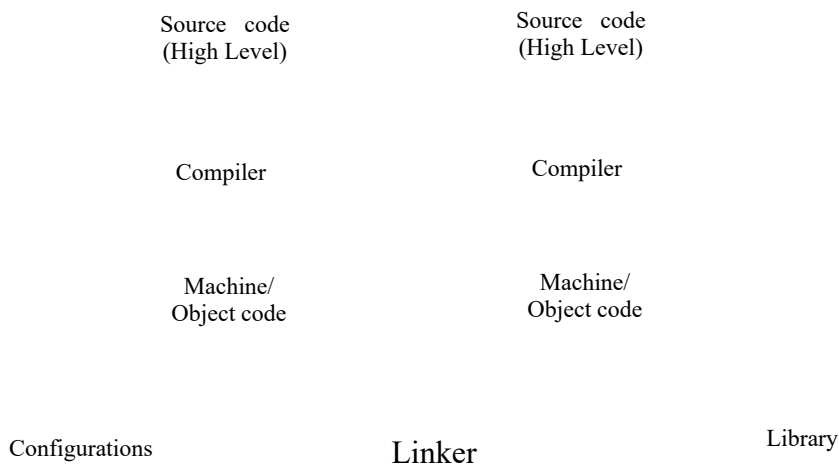 Source code
(High Level)
Source code
(High Level)
Compiler
Compiler
Machine/
Object code
Machine/
Object code
Configurations
Linker
Library